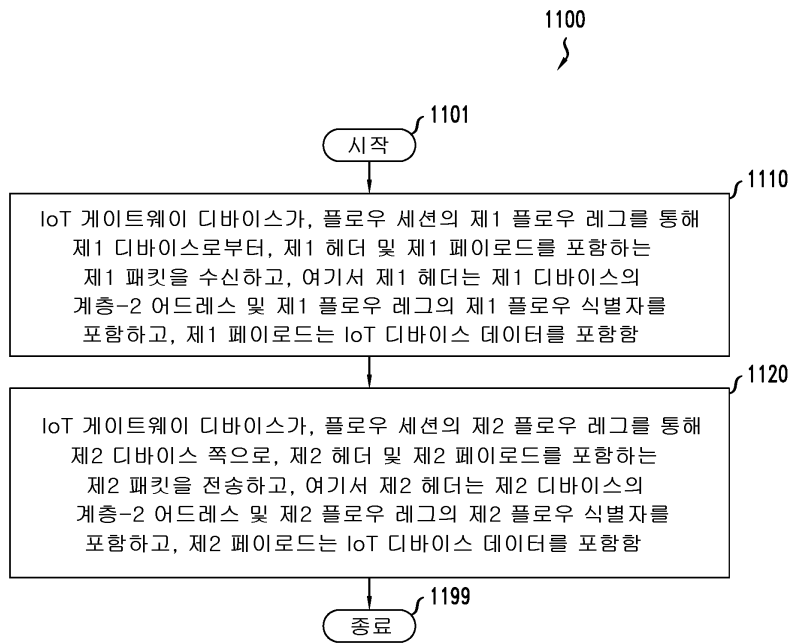 1100
1101
시작
1110
IoT 게이트웨이 디바이스가, 플로우 세션의 제1 플로우 레그를 통해
제1 디바이스로부터, 제1 헤더 및 제1 페이로드를 포함하는
제1 패킷을 수신하고, 여기서 제1 헤더는 제1 디바이스의
계층-2 어드레스 및 제1 플로우 레그의 제1 플로우 식별자를
포함하고, 제1 페이로드는 IoT 디바이스 데이터를 포함함
1120
IoT 게이트웨이 디바이스가, 플로우 세션의 제2 플로우 레그를 통해
제2 디바이스 쪽으로, 제2 헤더 및 제2 페이로드를 포함하는
제2 패킷을 전송하고, 여기서 제2 헤더는 제2 디바이스의
계층-2 어드레스 및 제2 플로우 레그의 제2 플로우 식별자를
포함하고, 제2 페이로드는 IoT 디바이스 데이터를 포함함
1199
종료